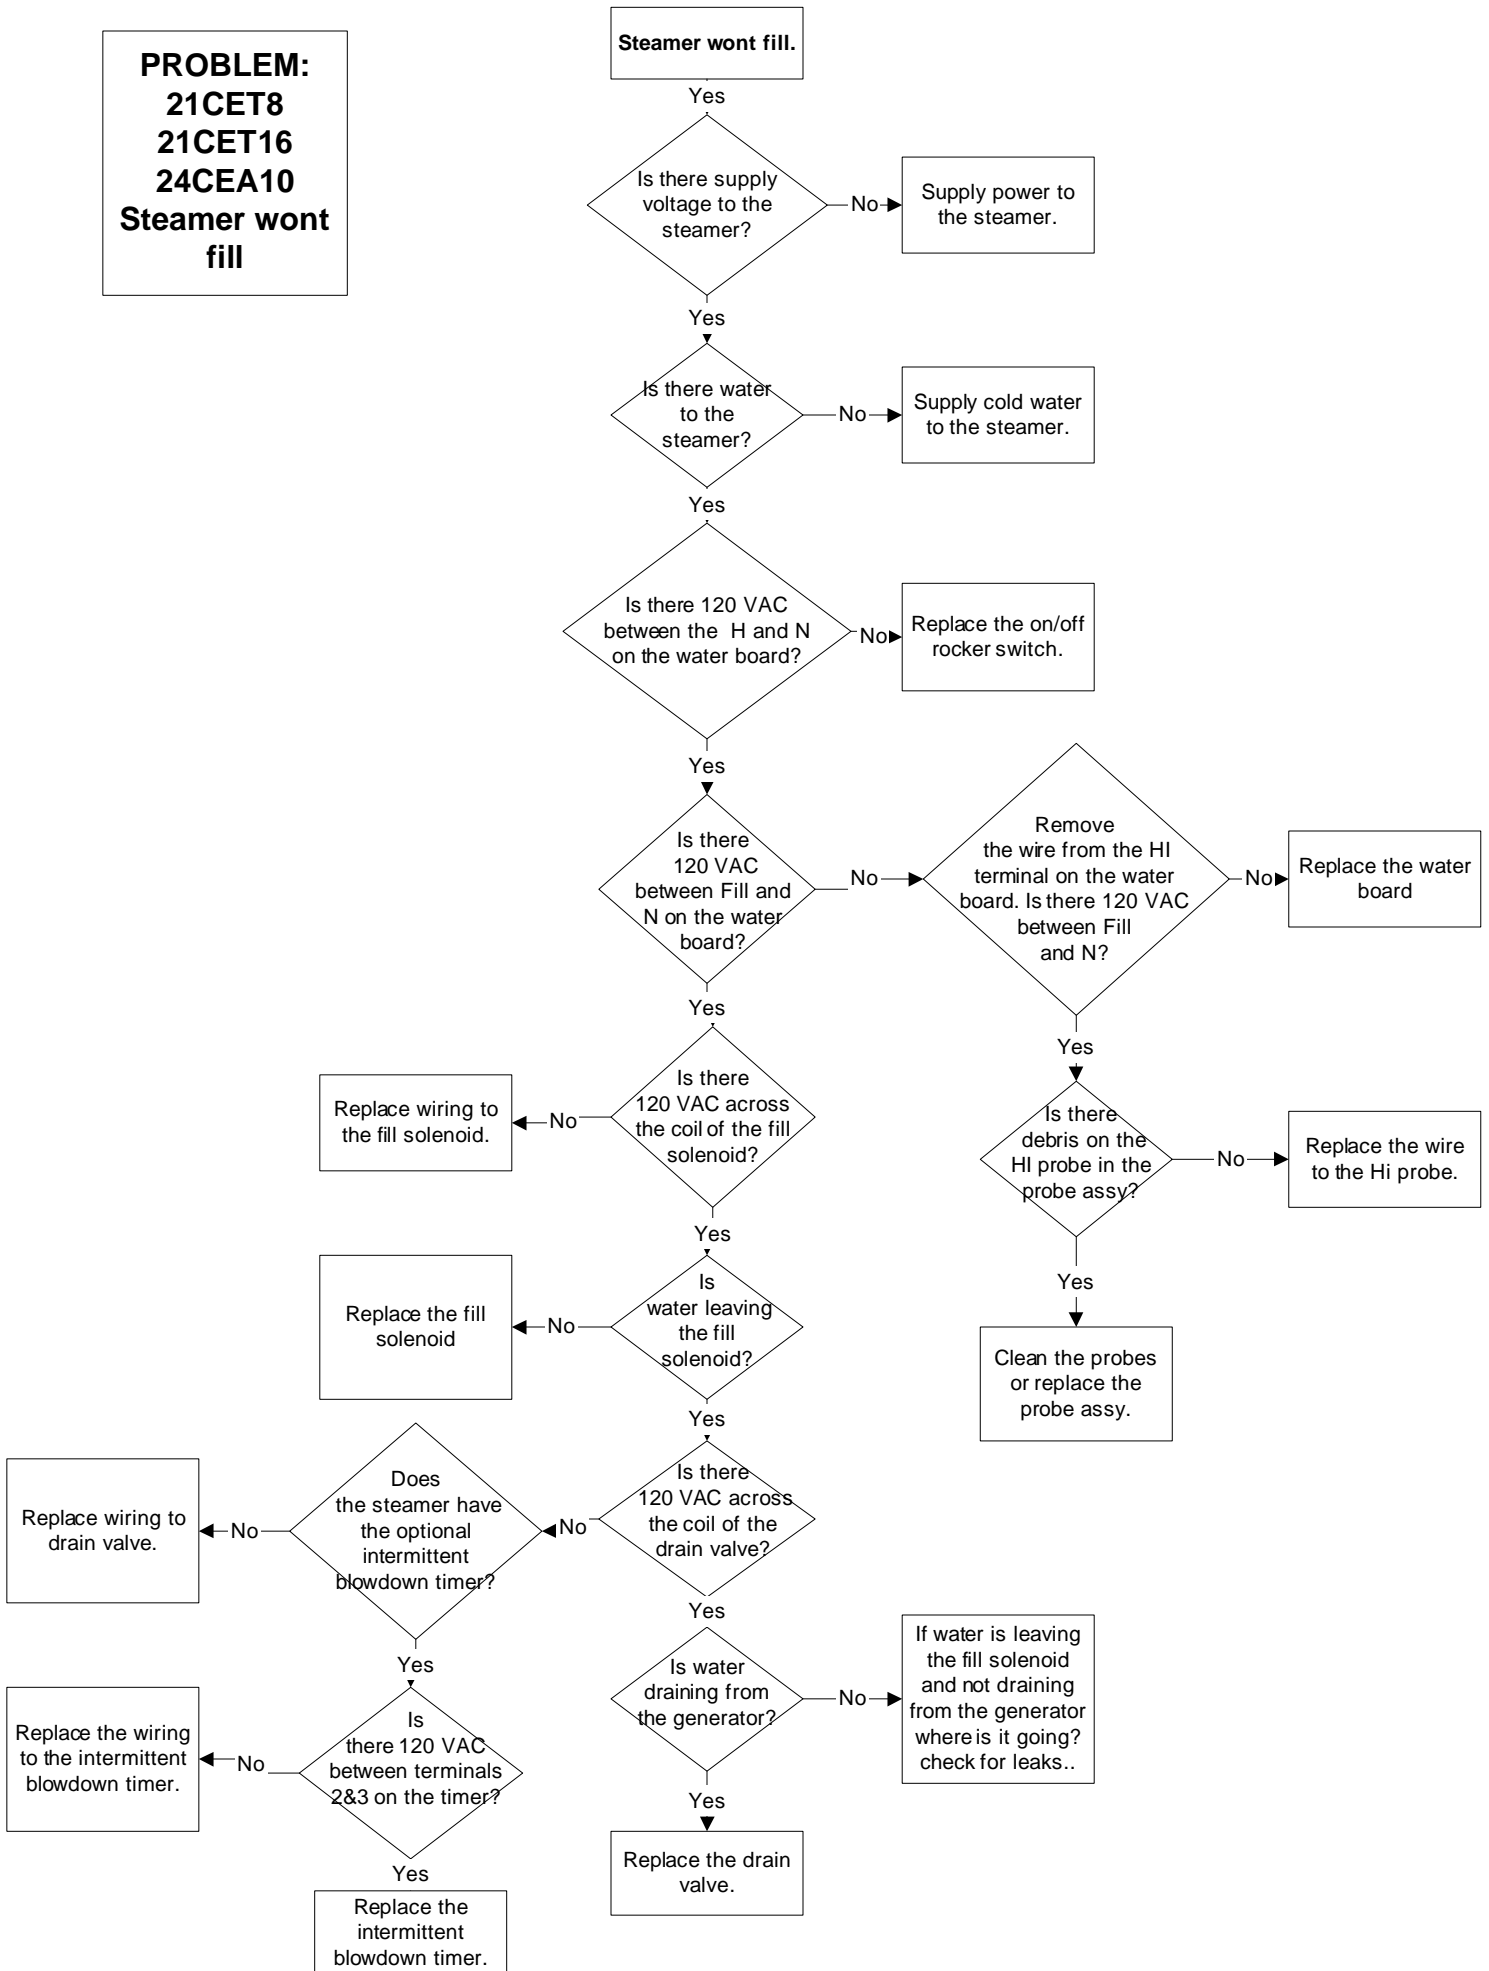 PROBLEM:
21CET8
21CET16
24CEA10
Steamer wont
fill
Steamer wont fill.
Yes
Is there supply
voltage to the
steamer?
No
Supply power to
the steamer.
Yes
Is there water
to the
steamer?
No
Supply cold water
to the steamer.
Yes
Is there 120 VAC
between the H and N
on the water board?
No
Replace the on/off
rocker switch.
Yes
Is there
120 VAC
between Fill and
N on the water
board?
No
Remove
the wire from the HI
terminal on the water
board. Is there 120 VAC
between Fill
and N?
No
Replace the water
board
Yes
Yes
Is there
debris on the
HI probe in the
probe assy?
No
Replace the wire
to the Hi probe.
Yes
Clean the probes
or replace the
probe assy.
Is there
120 VAC across
the coil of the fill
solenoid?
No
Replace wiring to
the fill solenoid.
Yes
Is
water leaving
the fill
solenoid?
No
Replace the fill
solenoid
Yes
Is there
120 VAC across
the coil of the
drain valve?
No
Does
the steamer have
the optional
intermittent
blowdown timer?
No
Replace wiring to
drain valve.
Yes
Is
there 120 VAC
between terminals
2&3 on the timer?
No
Replace the wiring
to the intermittent
blowdown timer.
Yes
Replace the
intermittent
blowdown timer.
Yes
Is water
draining from
the generator?
No
If water is leaving
the fill solenoid
and not draining
from the generator
where is it going?
check for leaks..
Yes
Replace the drain
valve.